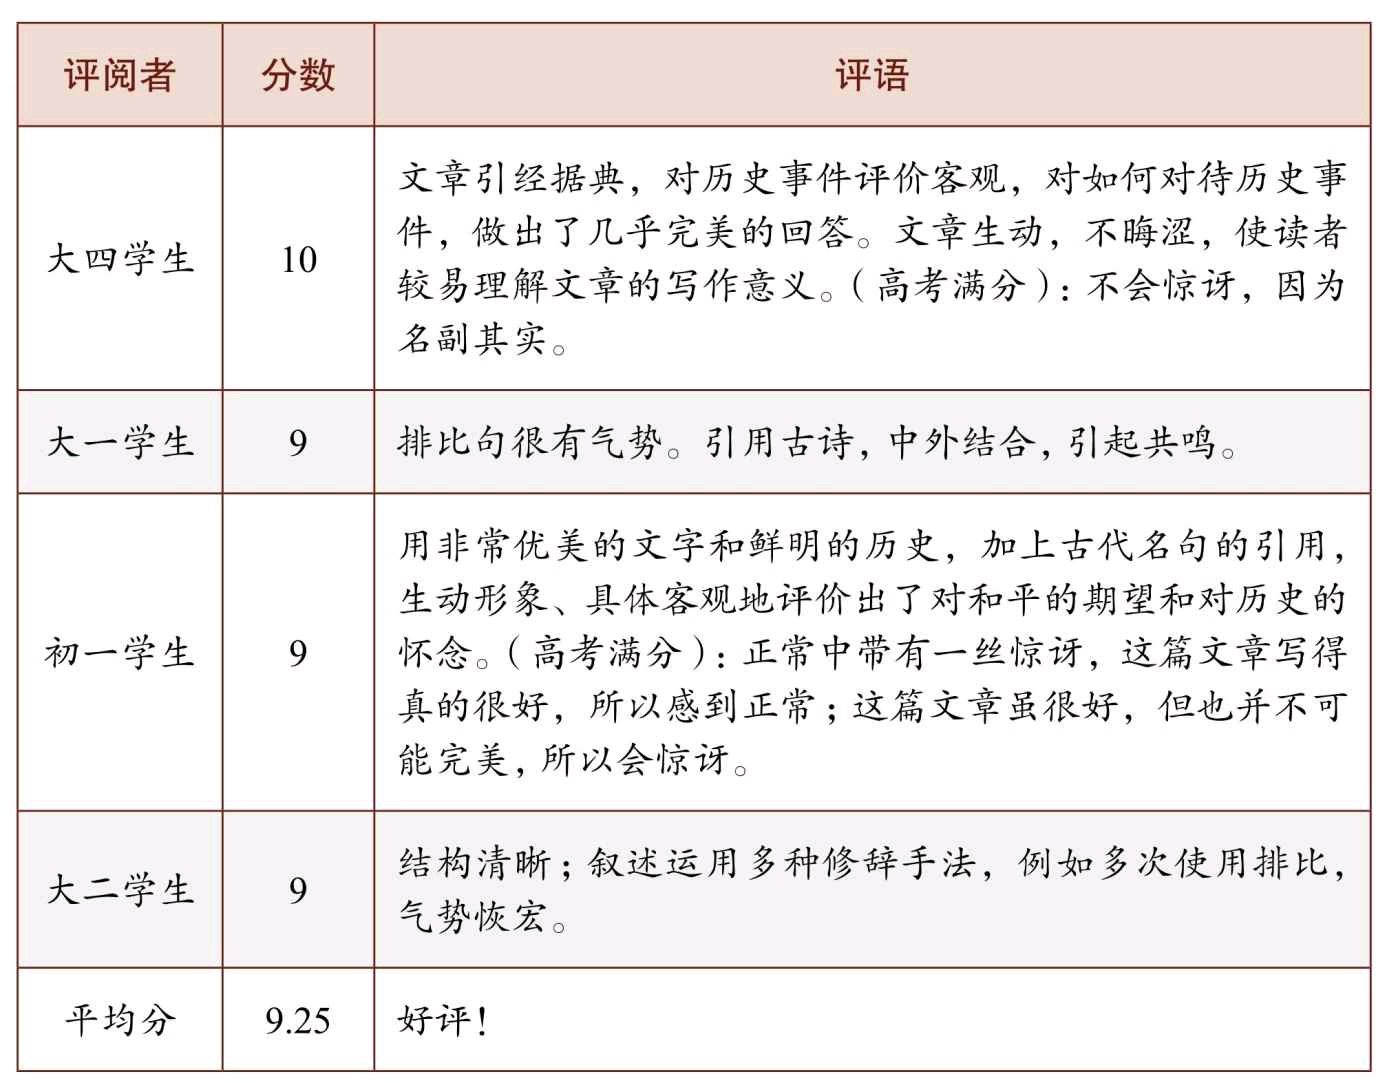 评阅者 分数 评语
文章引经据典，对历史事件评价客观，对如何对待历史事
件，做出了几乎完美的回答。文章生动，不晦涩，使读者
大四学生 10
较易理解文章的写作意义。（高考满分）：不会惊讶，因为
名副其实。
大一学生 9 排比句很有气势。引用古诗，中外结合，引起共鸣。
用非常优美的文字和鲜明的历史，加上古代名句的引用，
生动形象、具体客观地评价出了对和平的期望和对历史的
初一学生 9 怀念。（高考满分）：正常中带有一丝惊讶，这篇文章写得
真的很好，所以感到正常；这篇文章虽很好，但也并不可
能完美，所以会惊讶。
结构清晰；叙述运用多种修辞手法，例如多次使用排比，
大二学生 9
气势恢宏。
平均分 9.25 好评！